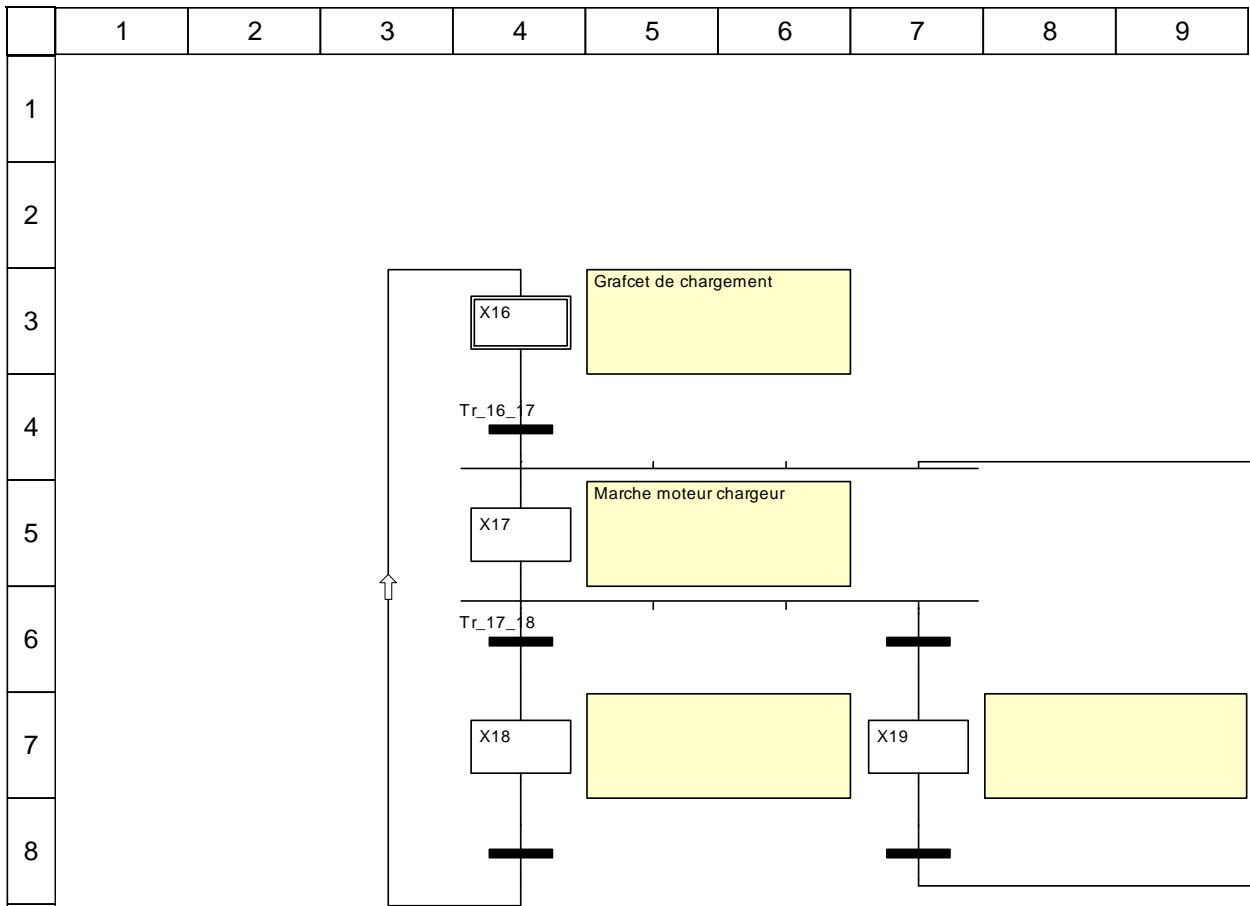 1 2 3 4 5 6 7 8 9
1
2
Grafcet de chargement
X16
3
Tr_16_17
4
Marche moteur chargeur
X17
5
Tr_17_18
6
X18 X19
7
8